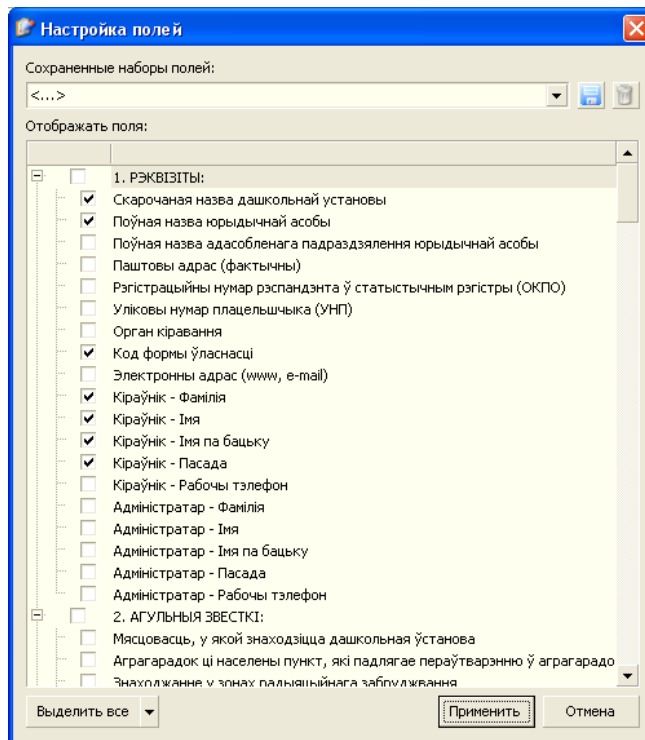 Настройка полей
Сохраненные наборы полей:
<...>
Отображать поля:
1. РЭКВІЗІТЫ:
Скарочаная назва дашкольнай установы
Поўная назва юрыдычнай асобы
Поўная назва адасобленага падраздзялення юрыдычнай асобы
Паштовы адрас (фактычны)
Рэгістрацыйны нумар рэспандэнта ў статыстычным рэгістры (ОКПО)
Уліковы нумар плацельшчыка (УНП)
Орган кіравання
Код формы ўласнасці
Электронны адрас (www, e-mail)
Кіраўнік - Фамілія
Кіраўнік - Імя
Кіраўнік - Імя па бацьку
Кіраўнік - Пасада
Кіраўнік - Рабочы тэлефон
Адміністратар - Фамілія
Адміністратар - Імя
Адміністратар - Імя па бацьку
Адміністратар - Пасада
Адміністратар - Рабочы тэлефон
2. АГУЛЬНЫЯ ЗВЕСТКІ:
Мясцовасць, у якой знаходзіцца дашкольная ўстанова
Аграгарадок ці населены пункт, які падлягае пераўтварэнню ў аграгарадо
Знаходжанне у зонах радыяцыйнага забруджвання
Выделить все
Применить
Отмена